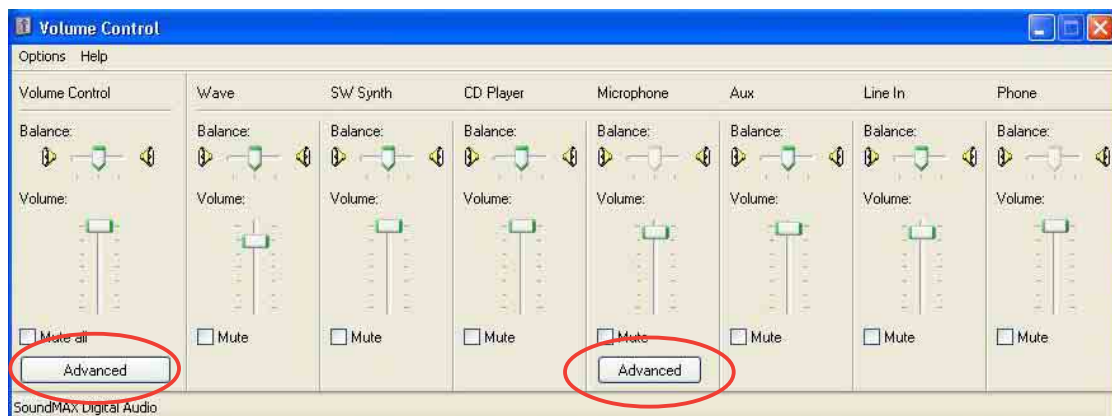 Volume Control
Options Help
Volume Control Wave SW Synth CD Player Microphone Aux Line In Phone
Balance: Balance: Balance: Balance: Balance: Balance: Balance: Balance:
Volume: Volume: Volume: Volume: Volume: Volume: Volume: Volume:
Mute all Mute Mute Mute Mute Mute Mute Mute
Advanced Advanced
SoundMAX Digital Audio